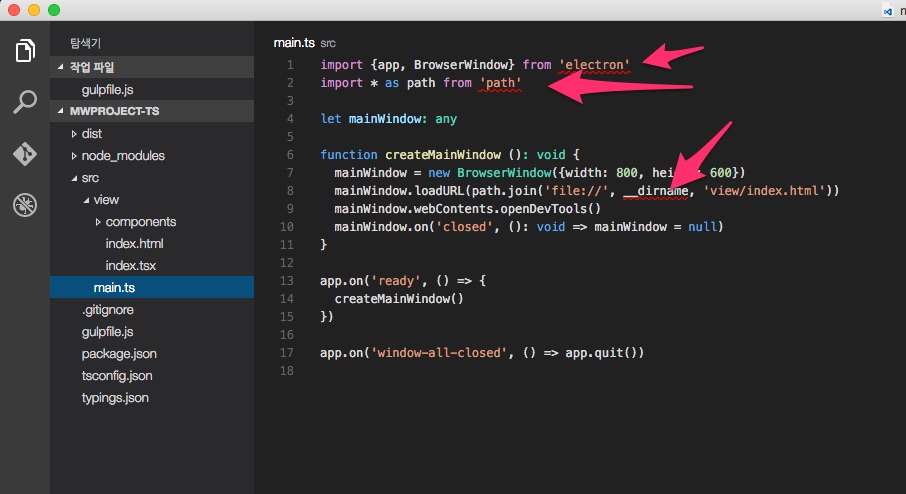 탐색기
작업 파일
gulpfile.js
MWPROJECT-TS
dist
node_modules
src
view
components
index.html
index.tsx
main.ts
.gitignore
gulpfile.js
package.json
tsconfig.json
typings.json
main.ts src
1 import {app, BrowserWindow} from 'electron'
2 import * as path from 'path'
3
4 let mainWindow: any
5
6 function createMainWindow (): void {
7 mainWindow = new BrowserWindow({width: 800, hei 600})
8 mainWindow.loadURL(path.join('file://', __dirname, 'view/index.html'))
9 mainWindow.webContents.openDevTools()
10 mainWindow.on('closed', (): void => mainWindow = null)
11 }
12
13 app.on('ready', () => {
14 createMainWindow()
15 })
16
17 app.on('window-all-closed', () => app.quit())
18